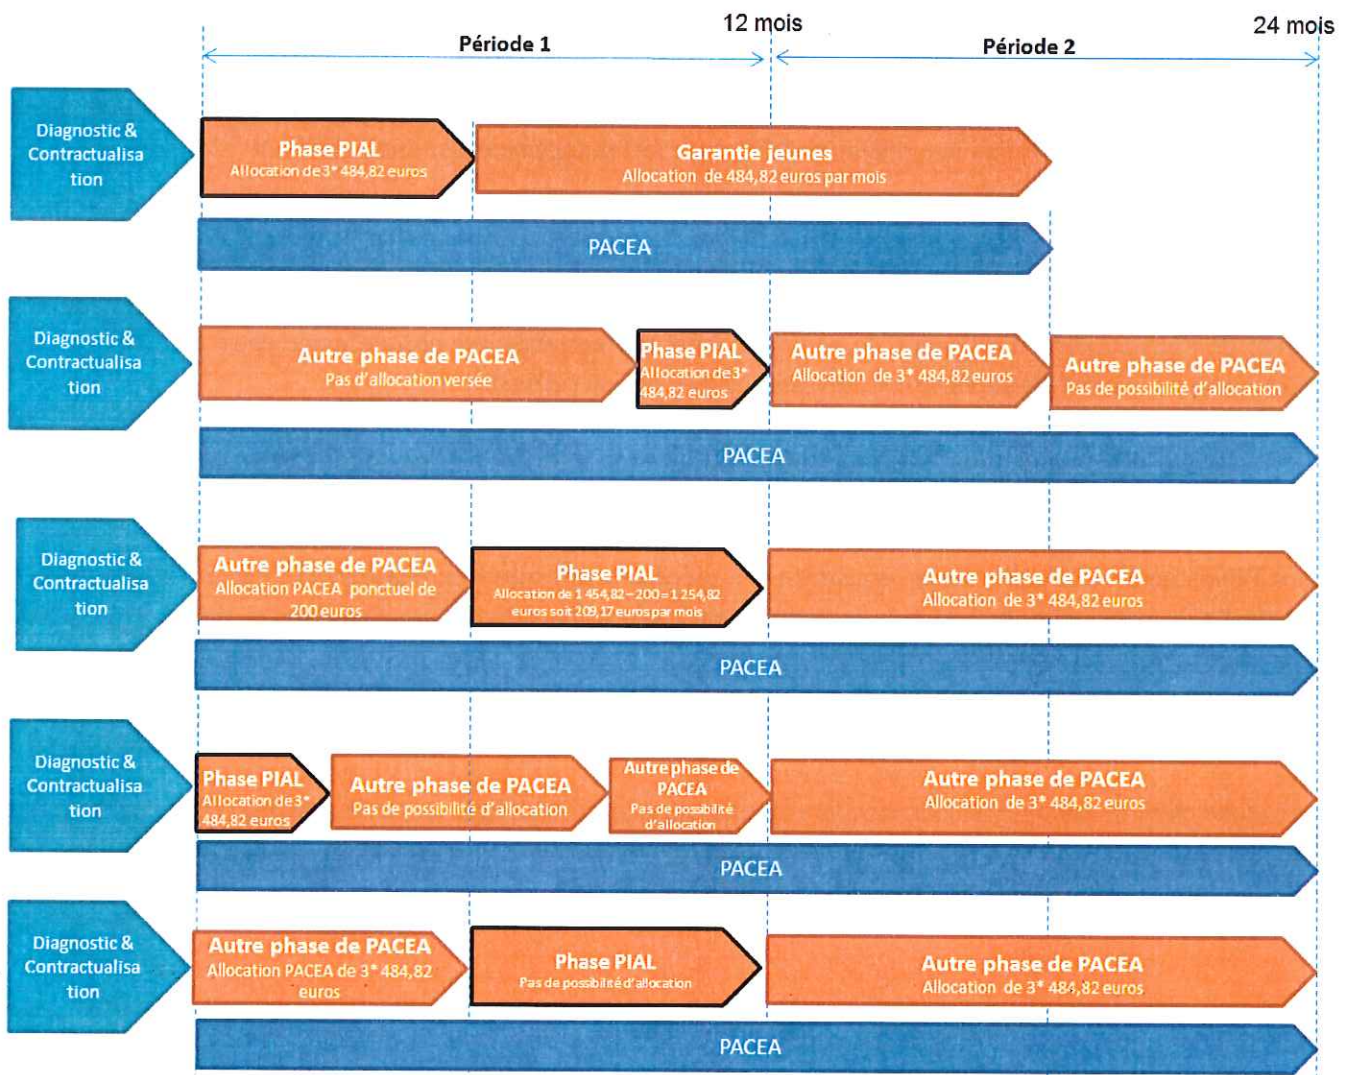 12 mois
24 mois
Période 1
Période 2
Diagnostic &
Contractualisa
tion
Phase PIAL
Allocation de 3* 484,82 euros
Garantie jeunes
Allocation de 484,82 euros par mois
PACEA
Diagnostic &
Contractualisa
tion
Autre phase de PACEA
Pas d'allocation versée
Phase PIAL
Allocation de 3*
484,82 euros
Autre phase de PACEA
Allocation de 3* 484,82 euros
Autre phase de PACEA
Pas de possibilité d'allocation
PACEA
Diagnostic &
Contractualisa
tion
Autre phase de PACEA
Allocation PACEA ponctuel de
200 euros
Phase PIAL
Allocation de 1 454,82 – 200 = 1 254,82
euros soit 209,17 euros par mois
Autre phase de PACEA
Allocation de 3* 484,82 euros
PACEA
Diagnostic &
Contractualisa
tion
Phase PIAL
Allocation de 3*
484,82 euros
Autre phase de PACEA
Pas de possibilité d'allocation
Autre phase de
PACEA
Pas de possibilité
d'allocation
Autre phase de PACEA
Allocation de 3* 484,82 euros
PACEA
Diagnostic &
Contractualisa
tion
Autre phase de PACEA
Allocation PACEA de 3* 484,82
euros
Phase PIAL
Pas de possibilité d'allocation
Autre phase de PACEA
Allocation de 3* 484,82 euros
PACEA